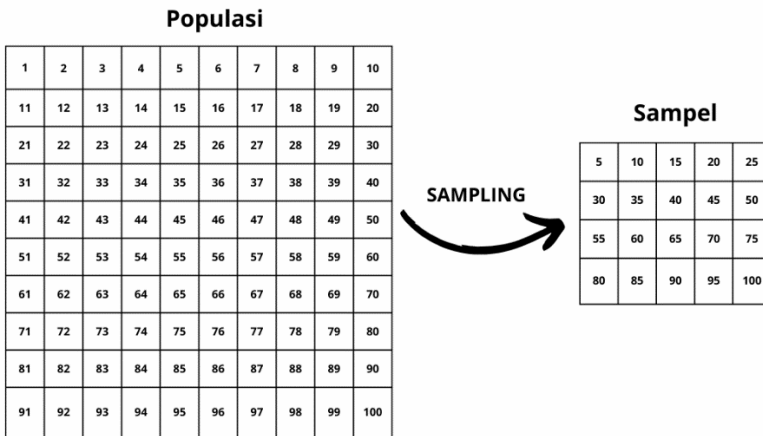 Populasi
1 2 3 4 5 6 7 8 9 10
11 12 13 14 15 16 17 18 19 20
21 22 23 24 25 26 27 28 29 30
31 32 33 34 35 36 37 38 39 40
41 42 43 44 45 46 47 48 49 50
51 52 53 54 55 56 57 58 59 60
61 62 63 64 65 66 67 68 69 70
71 72 73 74 75 76 77 78 79 80
81 82 83 84 85 86 87 88 89 90
91 92 93 94 95 96 97 98 99 100
SAMPLING
Sampel
5 10 15 20 25
30 35 40 45 50
55 60 65 70 75
80 85 90 95 100